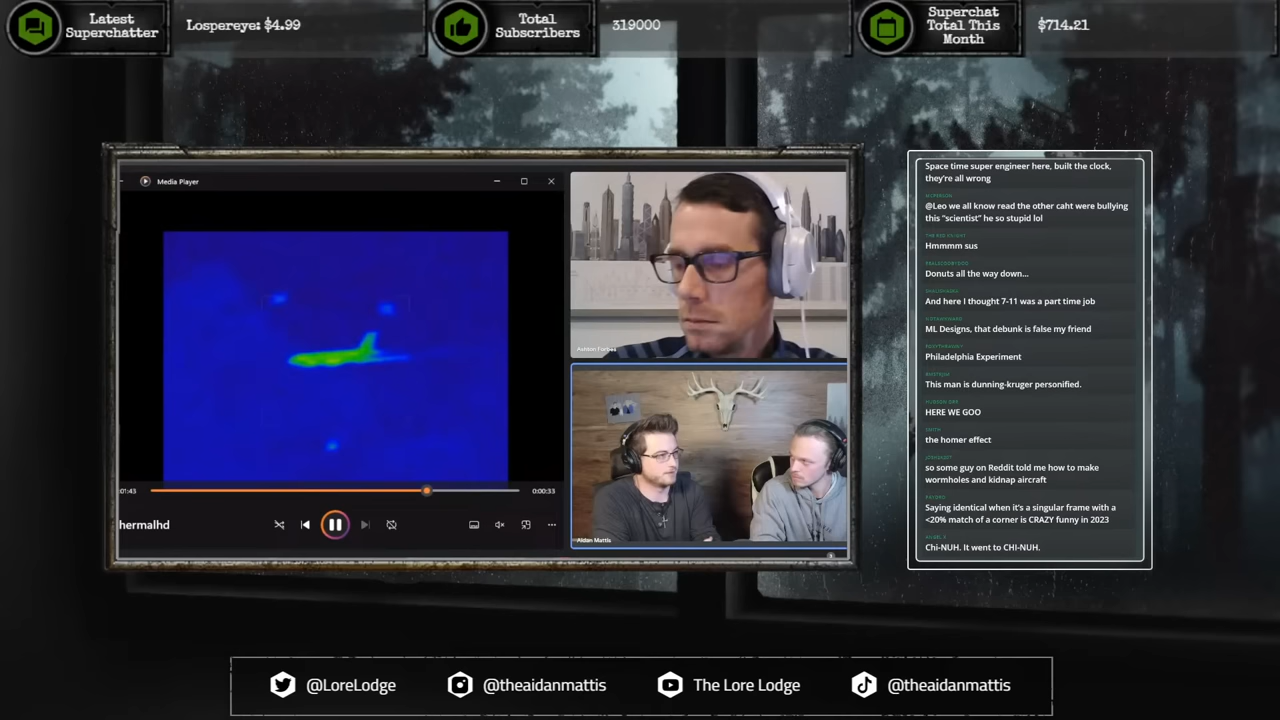 Latest
Superchatter
Lospereye: $4.99
Total
Subscribers
319000
Superchat
Total This
Month
$714.21
Media Player
01:43
0:00:33
hermalhd
Ashton Forbes
Aidan Mattis
Space time super engineer here, built the clock,
they're all wrong
@Leo we all know read the other caht were bullying
this "scientist" he so stupid lol
Hmmmm sus
Donuts all the way down...
And here I thought 7-11 was a part time job
ML Designs, that debunk is false my friend
Philadelphia Experiment
This man is dunning-kruger personified.
HERE WE GOO
the homer effect
so some guy on Reddit told me how to make
wormholes and kidnap aircraft
Saying identical when it's a singular frame with a
<20% match of a corner is CRAZY funny in 2023
Chi-NUH. It went to CHI-NUH.
@LoreLodge
@theaidanmattis
The Lore Lodge
@theaidanmattis